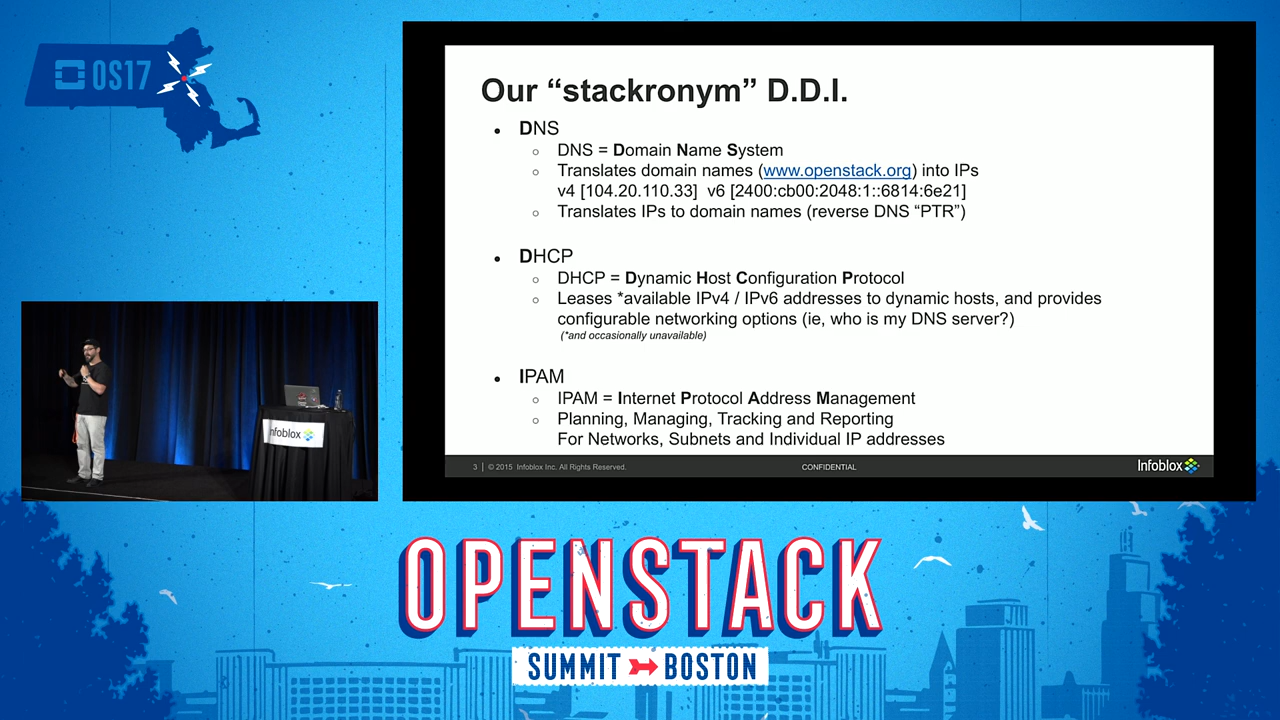 OS17
Our “stackronym” D.D.I.
● DNS
○ DNS = Domain Name System
○ Translates domain names (www.openstack.org) into IPs
v4 [104.20.110.33]  v6 [2400:cb00:2048:1::6814:6e21]
○ Translates IPs to domain names (reverse DNS “PTR”)
● DHCP
○ DHCP = Dynamic Host Configuration Protocol
○ Leases *available IPv4 / IPv6 addresses to dynamic hosts, and provides
configurable networking options (ie, who is my DNS server?)
(*and occasionally unavailable)
● IPAM
○ IPAM = Internet Protocol Address Management
○ Planning, Managing, Tracking and Reporting
For Networks, Subnets and Individual IP addresses
3 | © 2015 Infoblox Inc. All Rights Reserved. CONFIDENTIAL Infoblox
Infoblox
OPENSTACK
SUMMIT BOSTON